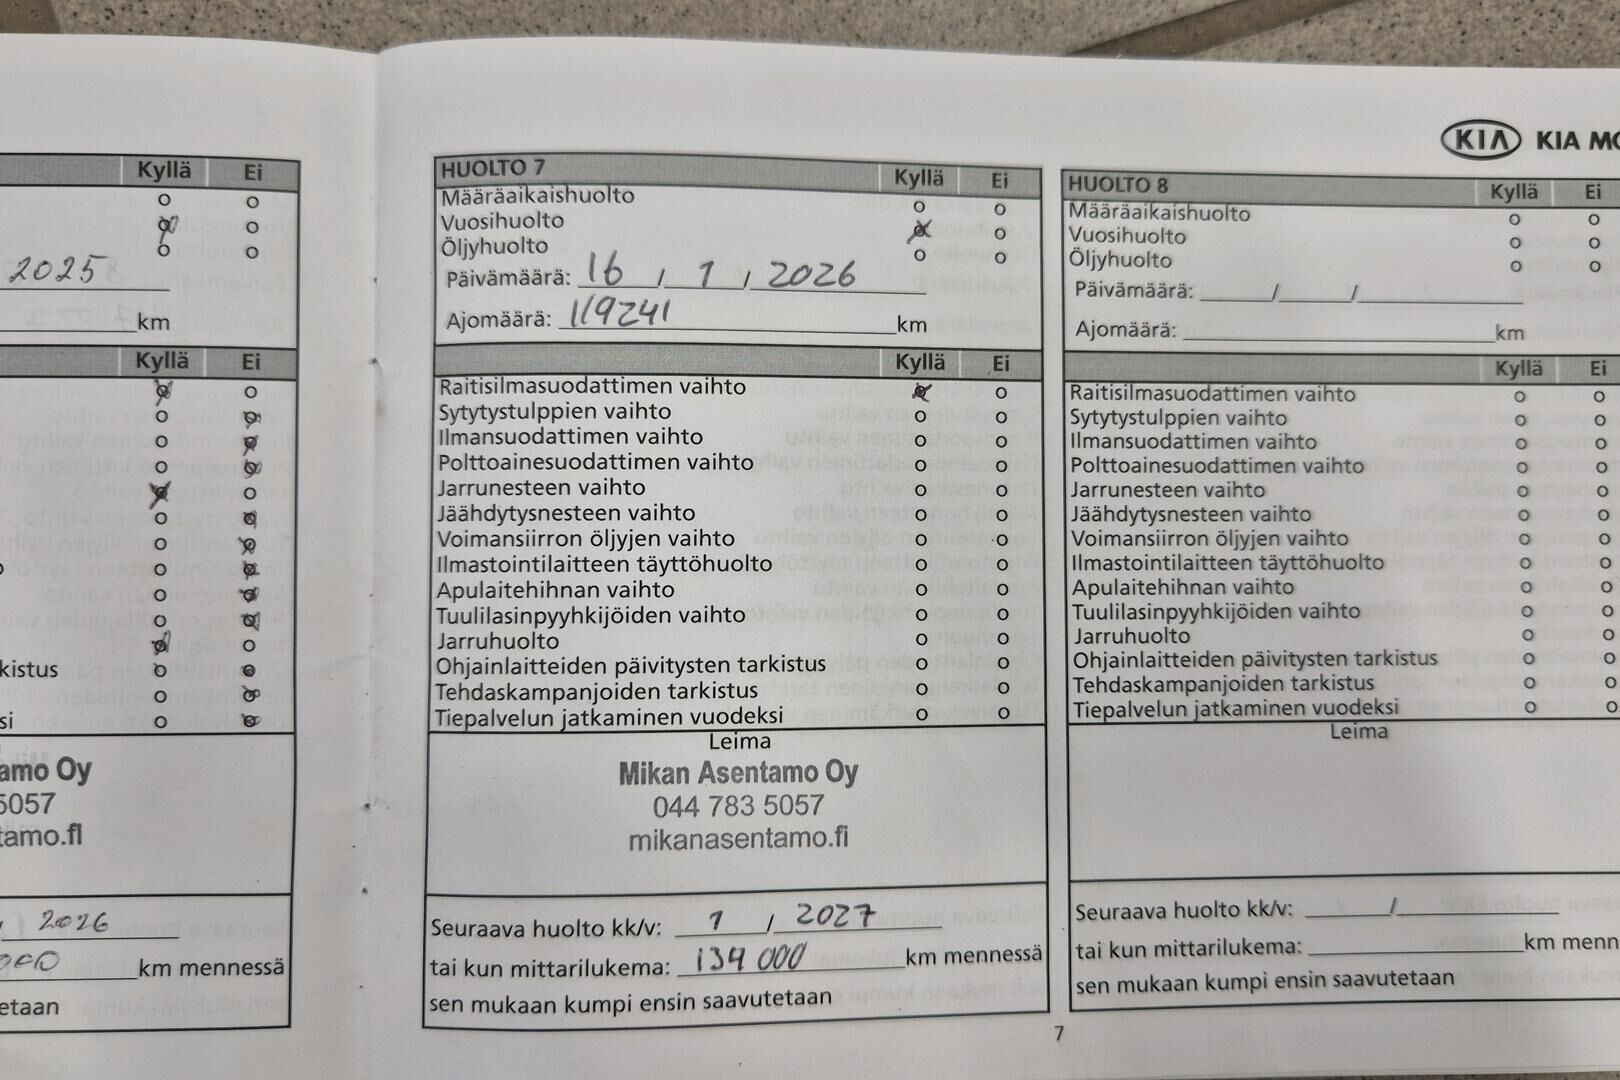 KIA KIA
Kyllä Ei
o o
o o
o o
2025
km
Kyllä Ei
o o
o o
o o
o o
o o
o o
o o
o o
o o
o o
o o
kistus o o
o o
si o o
amo Oy
5057
tamo.fi
2026
km mennessä
etaan
HUOLTO 7 Kyllä Ei
Määräaikaishuolto o o
Vuosihuolto o o
Öljyhuolto o o
Päivämäärä: 16 / 1 / 2026
Ajomäärä: 119241 km
Kyllä Ei
Raitisilmasuodattimen vaihto o o
Sytytystulppien vaihto o o
Ilmansuodattimen vaihto o o
Polttoainesuodattimen vaihto o o
Jarrunesteen vaihto o o
Jäähdytysnesteen vaihto o o
Voimansiirron öljyjen vaihto o o
Ilmastointilaitteen täyttöhuolto o o
Apulaitehihnan vaihto o o
Tuulilasinpyyhkijöiden vaihto o o
Jarruhuolto o o
Ohjainlaitteiden päivitysten tarkistus o o
Tehdaskampanjoiden tarkistus o o
Tiepalvelun jatkaminen vuodeksi o o
Leima
Mikan Asentamo Oy
044 783 5057
mikanasentamo.fi
Seuraava huolto kk/v: 1 / 2027
tai kun mittarilukema: 134 000 km mennessä
sen mukaan kumpi ensin saavutetaan
HUOLTO 8 Kyllä Ei
Määräaikaishuolto o o
Vuosihuolto o o
Öljyhuolto o o
Päivämäärä: / /
Ajomäärä: km
Kyllä Ei
Raitisilmasuodattimen vaihto o o
Sytytystulppien vaihto o o
Ilmansuodattimen vaihto o o
Polttoainesuodattimen vaihto o o
Jarrunesteen vaihto o o
Jäähdytysnesteen vaihto o o
Voimansiirron öljyjen vaihto o o
Ilmastointilaitteen täyttöhuolto o o
Apulaitehihnan vaihto o o
Tuulilasinpyyhkijöiden vaihto o o
Jarruhuolto o o
Ohjainlaitteiden päivitysten tarkistus o o
Tehdaskampanjoiden tarkistus o o
Tiepalvelun jatkaminen vuodeksi o o
Leima
Seuraava huolto kk/v: /
tai kun mittarilukema: km menn
sen mukaan kumpi ensin saavutetaan
7